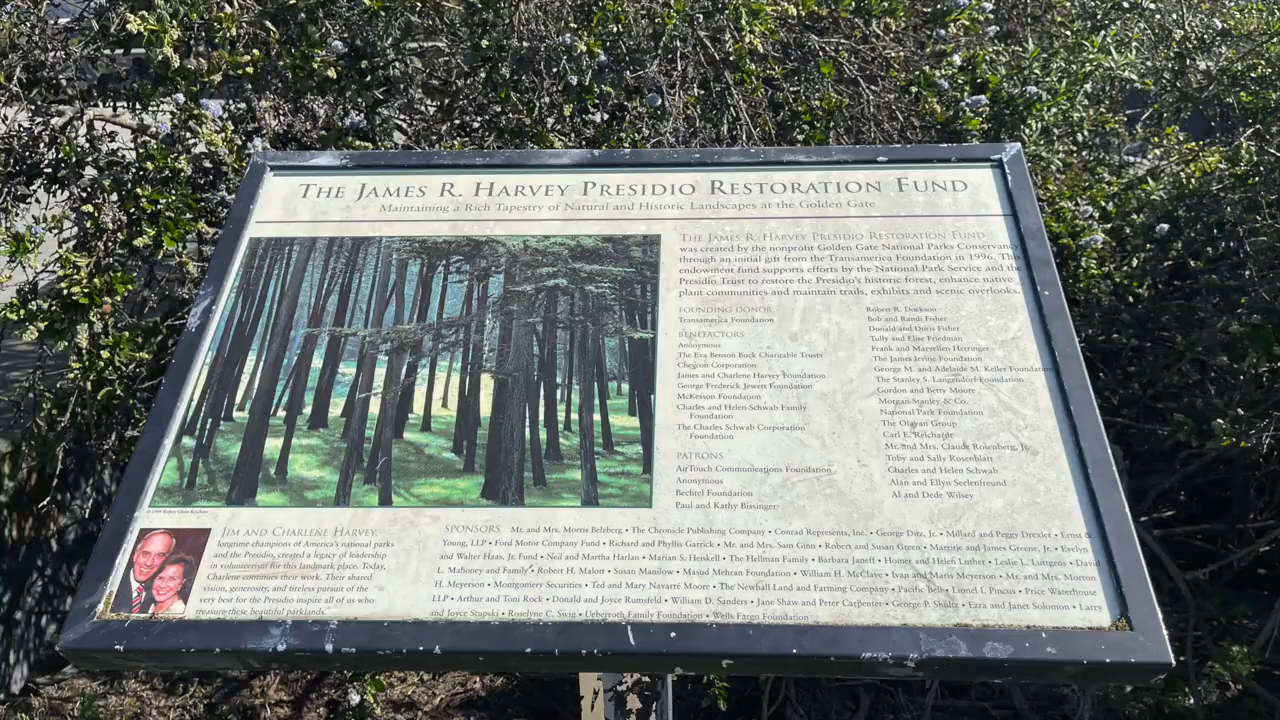 THE JAMES R. HARVEY PRESIDIO RESTORATION FUND
Maintaining a Rich Tapestry of Natural and Historic Landscapes at the Golden Gate
THE JAMES R. HARVEY PRESIDIO RESTORATION FUND
was created by the nonprofit Golden Gate National Parks Conservancy
through an initial gift from the Transamerica Foundation in 1996. This
endowment fund supports efforts by the National Park Service and the
Presidio Trust to restore the Presidio's historic forest, enhance native
plant communities and maintain trails, exhibits and scenic overlooks.
FOUNDING DONOR
Transamerica Foundation
BENEFACTORS
Anonymous
The Eva Benson Buck Charitable Trusts
Chevron Corporation
James and Charlene Harvey Foundation
George Frederick Jewett Foundation
McKesson Foundation
Charles and Helen Schwab Family
Foundation
The Charles Schwab Corporation
Foundation
PATRONS
AirTouch Communications Foundation
Anonymous
Bechtel Foundation
Paul and Kathy Bissinger
Robert R. Dockson
Bob and Randi Fisher
Donald and Doris Fisher
Tully and Elise Friedman
Frank and Maryellen Herringer
The James Irvine Foundation
George M. and Adelaide M. Keller Foundation
The Stanley S. Langendorf Foundation
Gordon and Betty Moore
Morgan Stanley & Co.
National Park Foundation
The Olayan Group
Carl E. Reichardt
Mr. and Mrs. Claude Rosenberg, Jr.
Toby and Sally Rosenblatt
Charles and Helen Schwab
Alan and Ellyn Seelenfreund
Al and Dede Wilsey
© 1999 Robert Glenn Ketchum
JIM AND CHARLENE HARVEY,
longtime champions of America's national parks
and the Presidio, created a legacy of leadership
in volunteerism for this landmark place. Today,
Charlene continues their work. Their shared
vision, generosity, and tireless pursuit of the
very best for the Presidio inspire all of us who
treasure these beautiful parklands.
SPONSORS Mr. and Mrs. Morris Belzberg • The Chronicle Publishing Company • Conrad Represents, Inc. • George Ditz, Jr. • Millard and Peggy Drexler • Ernst &
Young, LLP • Ford Motor Company Fund • Richard and Phyllis Garrick • Mr. and Mrs. Sam Ginn • Robert and Susan Green • Marritje and James Greene, Jr. • Evelyn
and Walter Haas, Jr. Fund • Neil and Martha Harlan • Marian S. Heiskell • The Hellman Family • Barbara Janeff • Homer and Helen Luther • Leslie L. Luttgens • David
L. Mahoney and Family • Robert H. Malott • Susan Manilow • Masud Mehran Foundation • William H. McClave • Ivan and Maris Meyerson • Mr. and Mrs. Morton
H. Meyerson • Montgomery Securities • Ted and Mary Navarré Moore • The Newhall Land and Farming Company • Pacific Bell • Lionel I. Pincus • Price Waterhouse
LLP • Arthur and Toni Rock • Donald and Joyce Rumsfeld • William D. Sanders • Jane Shaw and Peter Carpenter • George P. Shultz • Ezra and Janet Solomon • Larry
and Joyce Stupski • Roselyne C. Swig • Ueberroth Family Foundation • Wells Fargo Foundation